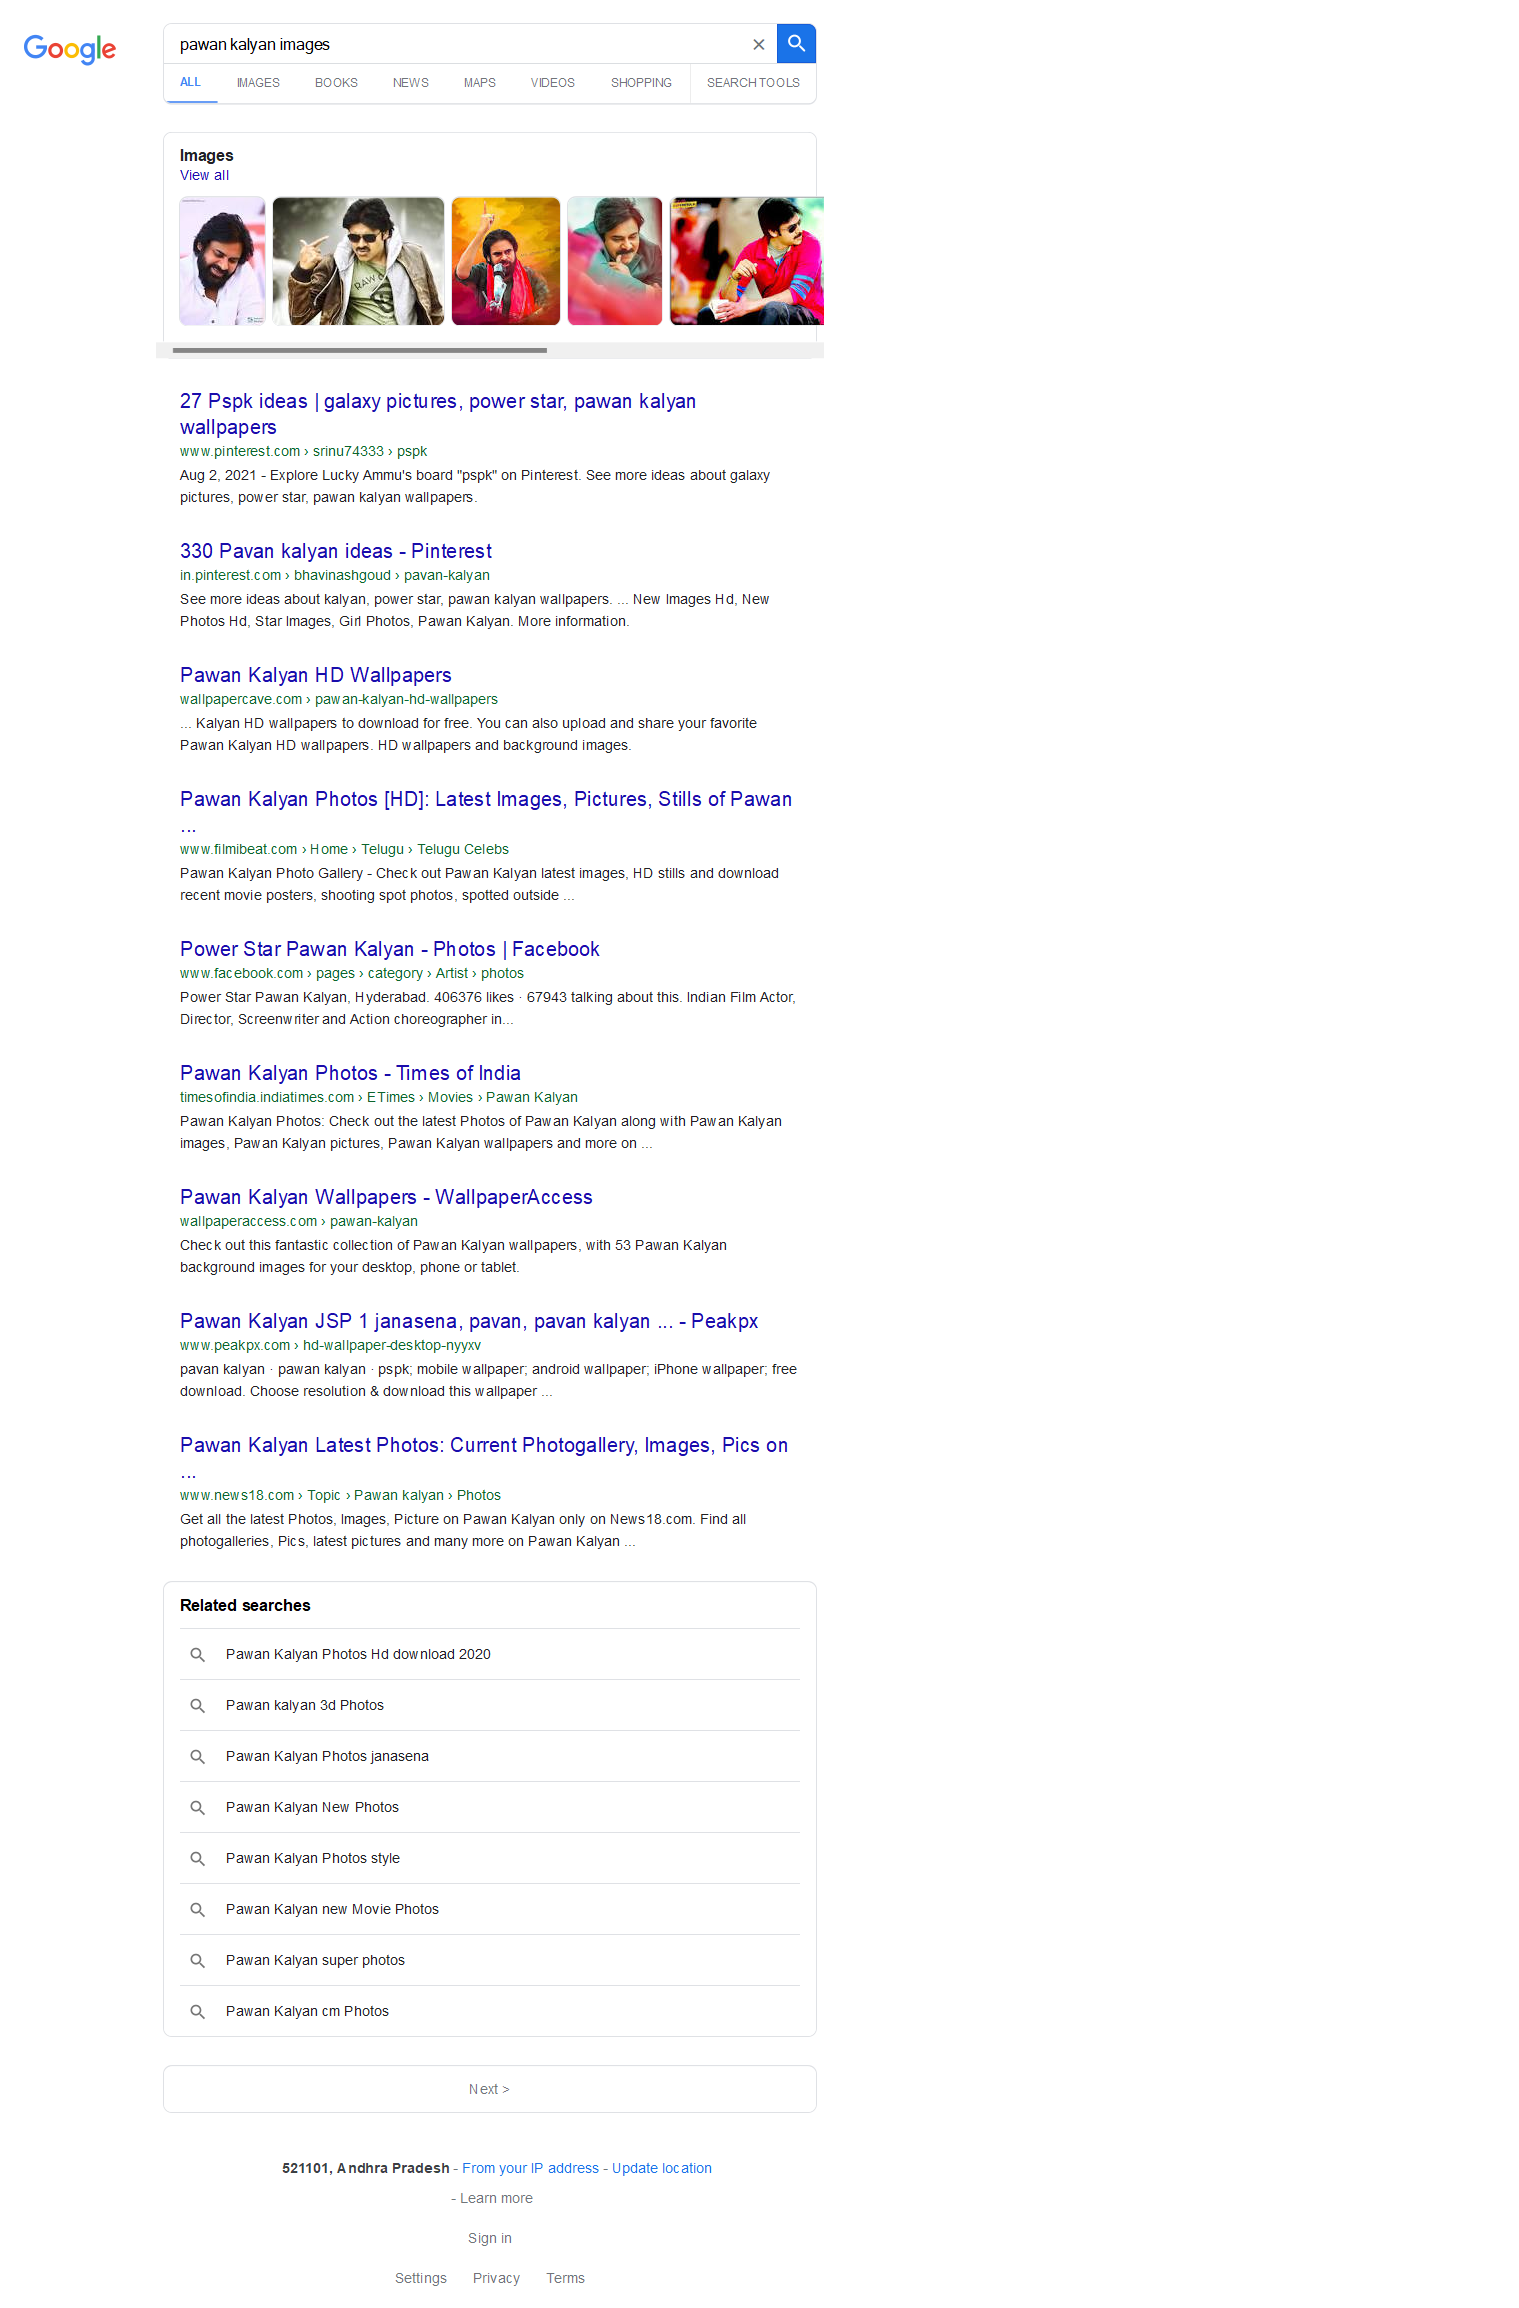 Google
pawan kalyan images
ALL IMAGES BOOKS NEWS MAPS VIDEOS SHOPPING SEARCH TOOLS
Images
View all
RAW
27 Pspk ideas | galaxy pictures, power star, pawan kalyan
wallpapers
www.pinterest.com › srinu74333 › pspk
Aug 2, 2021 - Explore Lucky Ammu's board "pspk" on Pinterest. See more ideas about galaxy
pictures, power star, pawan kalyan wallpapers.
330 Pavan kalyan ideas - Pinterest
in.pinterest.com › bhavinashgoud › pavan-kalyan
See more ideas about kalyan, power star, pawan kalyan wallpapers. ... New Images Hd, New
Photos Hd, Star Images, Girl Photos, Pawan Kalyan. More information.
Pawan Kalyan HD Wallpapers
wallpapercave.com › pawan-kalyan-hd-wallpapers
... Kalyan HD wallpapers to download for free. You can also upload and share your favorite
Pawan Kalyan HD wallpapers. HD wallpapers and background images.
Pawan Kalyan Photos [HD]: Latest Images, Pictures, Stills of Pawan
...
www.filmibeat.com › Home › Telugu › Telugu Celebs
Pawan Kalyan Photo Gallery - Check out Pawan Kalyan latest images, HD stills and download
recent movie posters, shooting spot photos, spotted outside ...
Power Star Pawan Kalyan - Photos | Facebook
www.facebook.com › pages › category › Artist › photos
Power Star Pawan Kalyan, Hyderabad. 406376 likes · 67943 talking about this. Indian Film Actor,
Director, Screenwriter and Action choreographer in...
Pawan Kalyan Photos - Times of India
timesofindia.indiatimes.com › ETimes › Movies › Pawan Kalyan
Pawan Kalyan Photos: Check out the latest Photos of Pawan Kalyan along with Pawan Kalyan
images, Pawan Kalyan pictures, Pawan Kalyan wallpapers and more on ...
Pawan Kalyan Wallpapers - WallpaperAccess
wallpaperaccess.com › pawan-kalyan
Check out this fantastic collection of Pawan Kalyan wallpapers, with 53 Pawan Kalyan
background images for your desktop, phone or tablet.
Pawan Kalyan JSP 1 janasena, pavan, pavan kalyan ... - Peakpx
www.peakpx.com › hd-wallpaper-desktop-nyyxv
pavan kalyan · pawan kalyan · pspk; mobile wallpaper; android wallpaper; iPhone wallpaper; free
download. Choose resolution & download this wallpaper ...
Pawan Kalyan Latest Photos: Current Photogallery, Images, Pics on
...
www.news18.com › Topic › Pawan kalyan › Photos
Get all the latest Photos, Images, Picture on Pawan Kalyan only on News18.com. Find all
photogalleries, Pics, latest pictures and many more on Pawan Kalyan ...
Related searches
Pawan Kalyan Photos Hd download 2020
Pawan kalyan 3d Photos
Pawan Kalyan Photos janasena
Pawan Kalyan New Photos
Pawan Kalyan Photos style
Pawan Kalyan new Movie Photos
Pawan Kalyan super photos
Pawan Kalyan cm Photos
Next >
521101, Andhra Pradesh - From your IP address - Update location
- Learn more
Sign in
Settings Privacy Terms